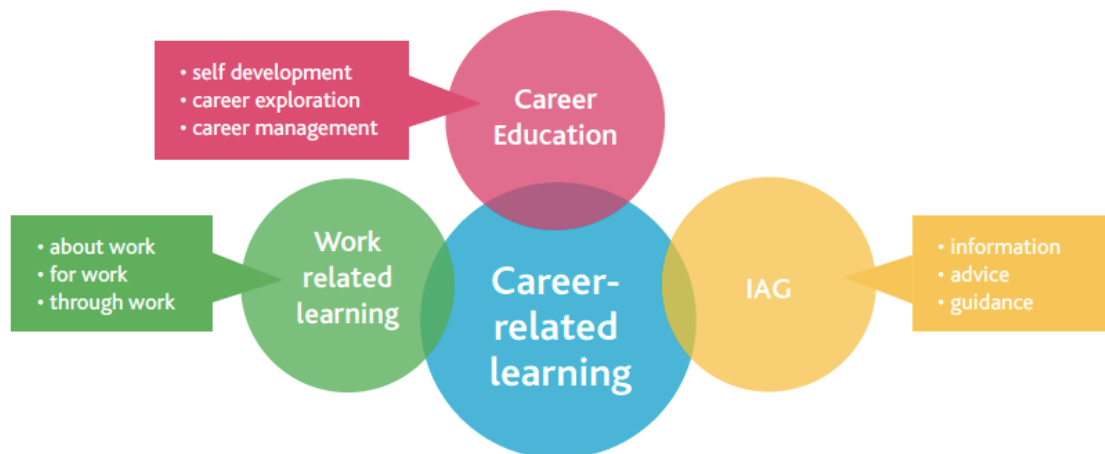 • self development
• career exploration
• career management
Career
Education
• about work
• for work
• through work
Work
related
learning
Career-
related
learning
IAG
• information
• advice
• guidance